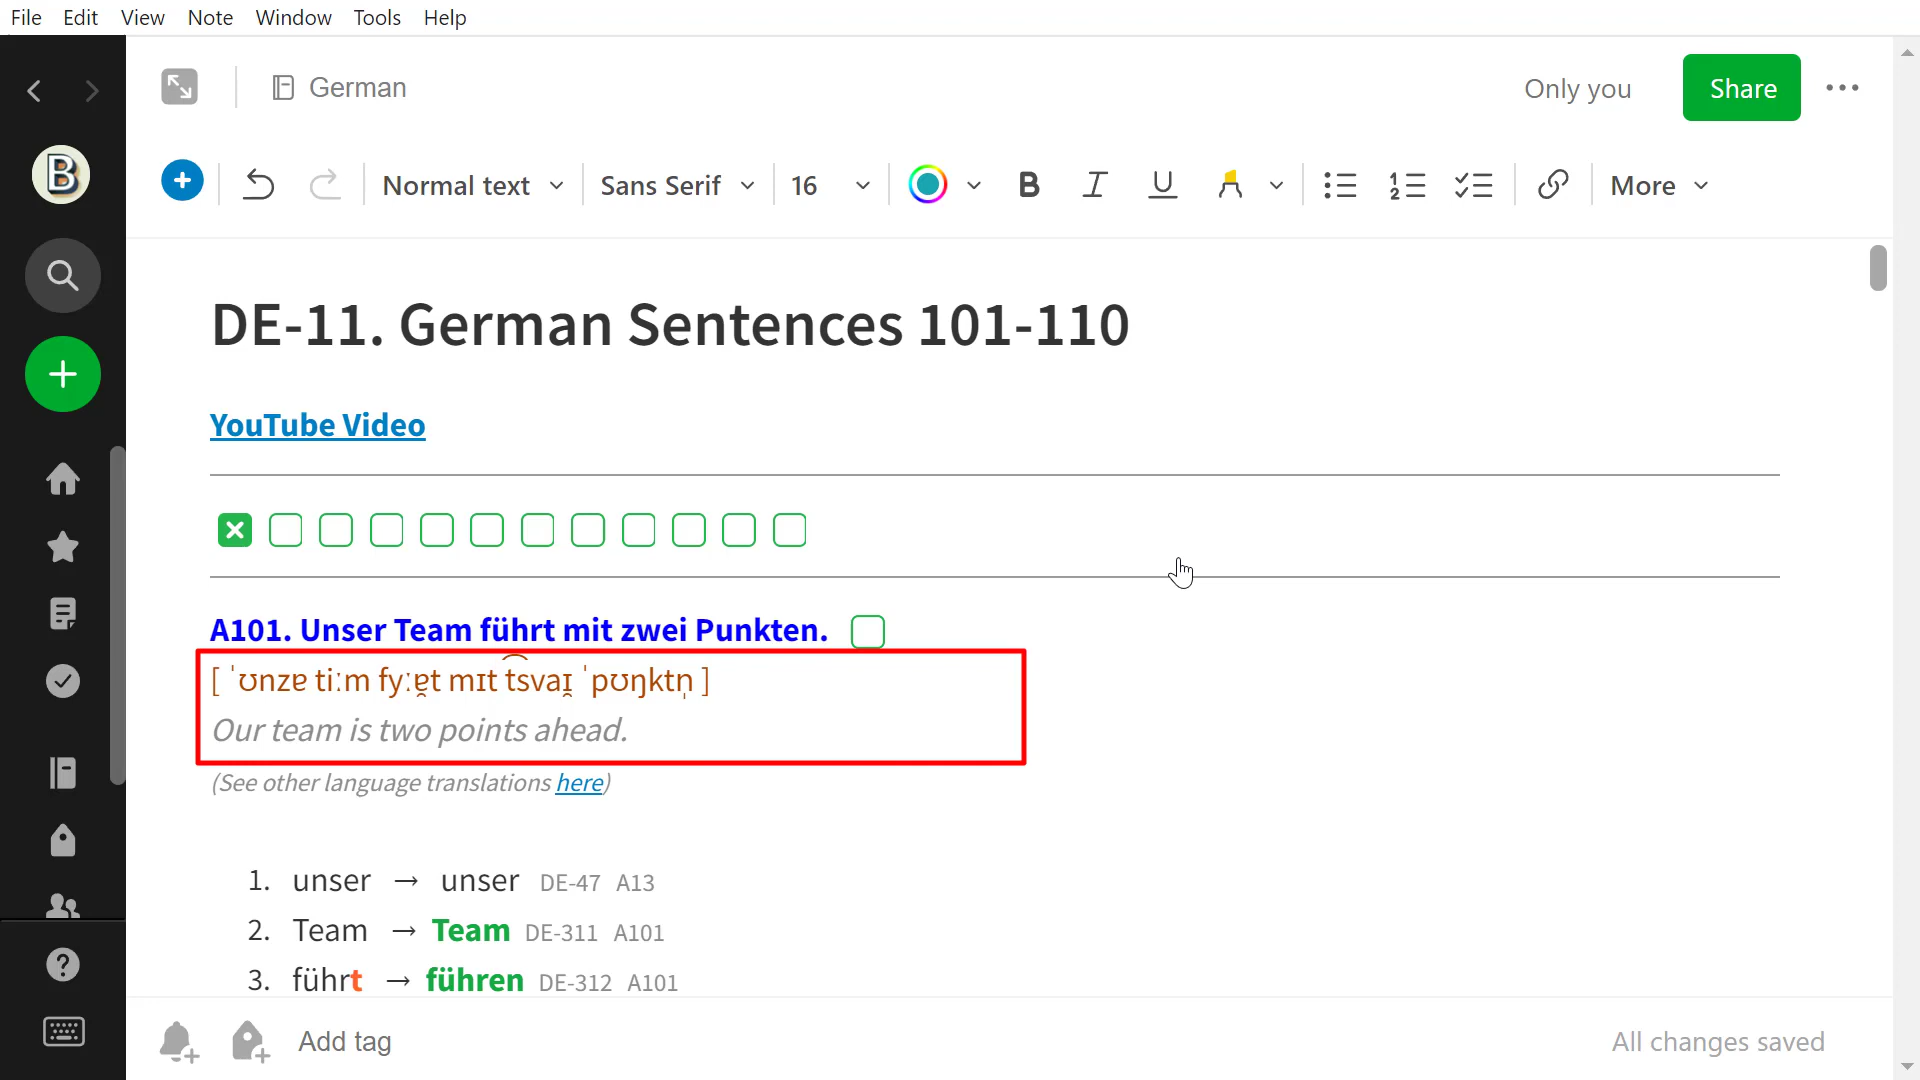 File Edit View Note Window Tools Help
German
Only you
Share
Normal text
Sans Serif
16
B I U
More
B
DE-11. German Sentences 101-110
YouTube Video
A101. Unser Team führt mit zwei Punkten.
[ ˈʊnzɐ tiːm fyːɐ̯t mɪt t͡svaɪ̯ ˈpʊŋktn̩ ]
Our team is two points ahead.
(See other language translations here)
1. unser → unser DE-47 A13
2. Team → Team DE-311 A101
3. führt → führen DE-312 A101
Add tag
All changes saved